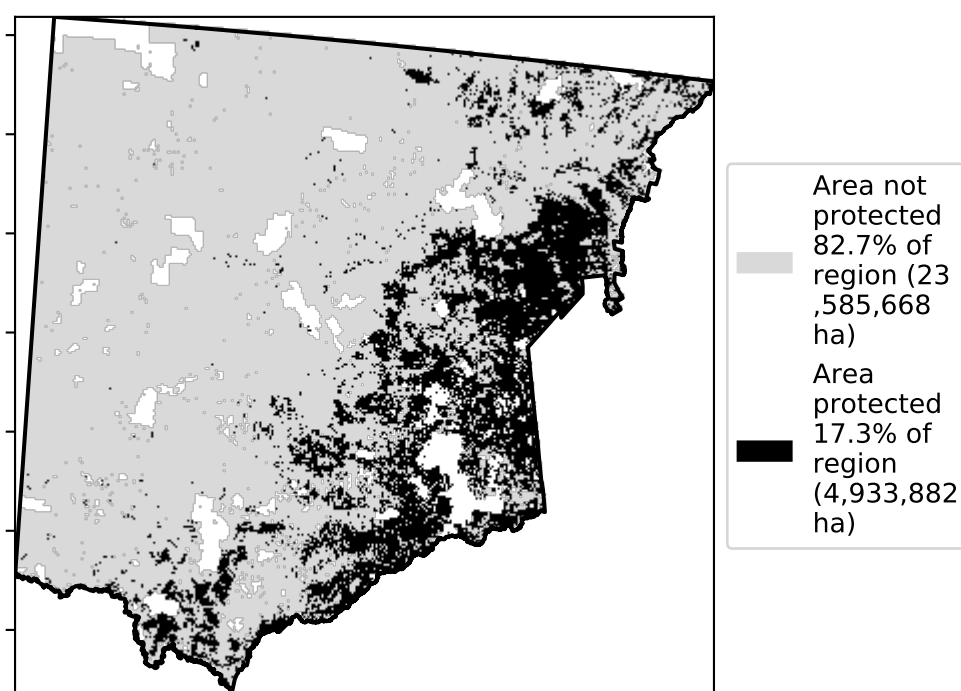 Area not
protected
82.7% of
region (23
,585,668
ha)
Area
protected
17.3% of
region
(4,933,882
ha)